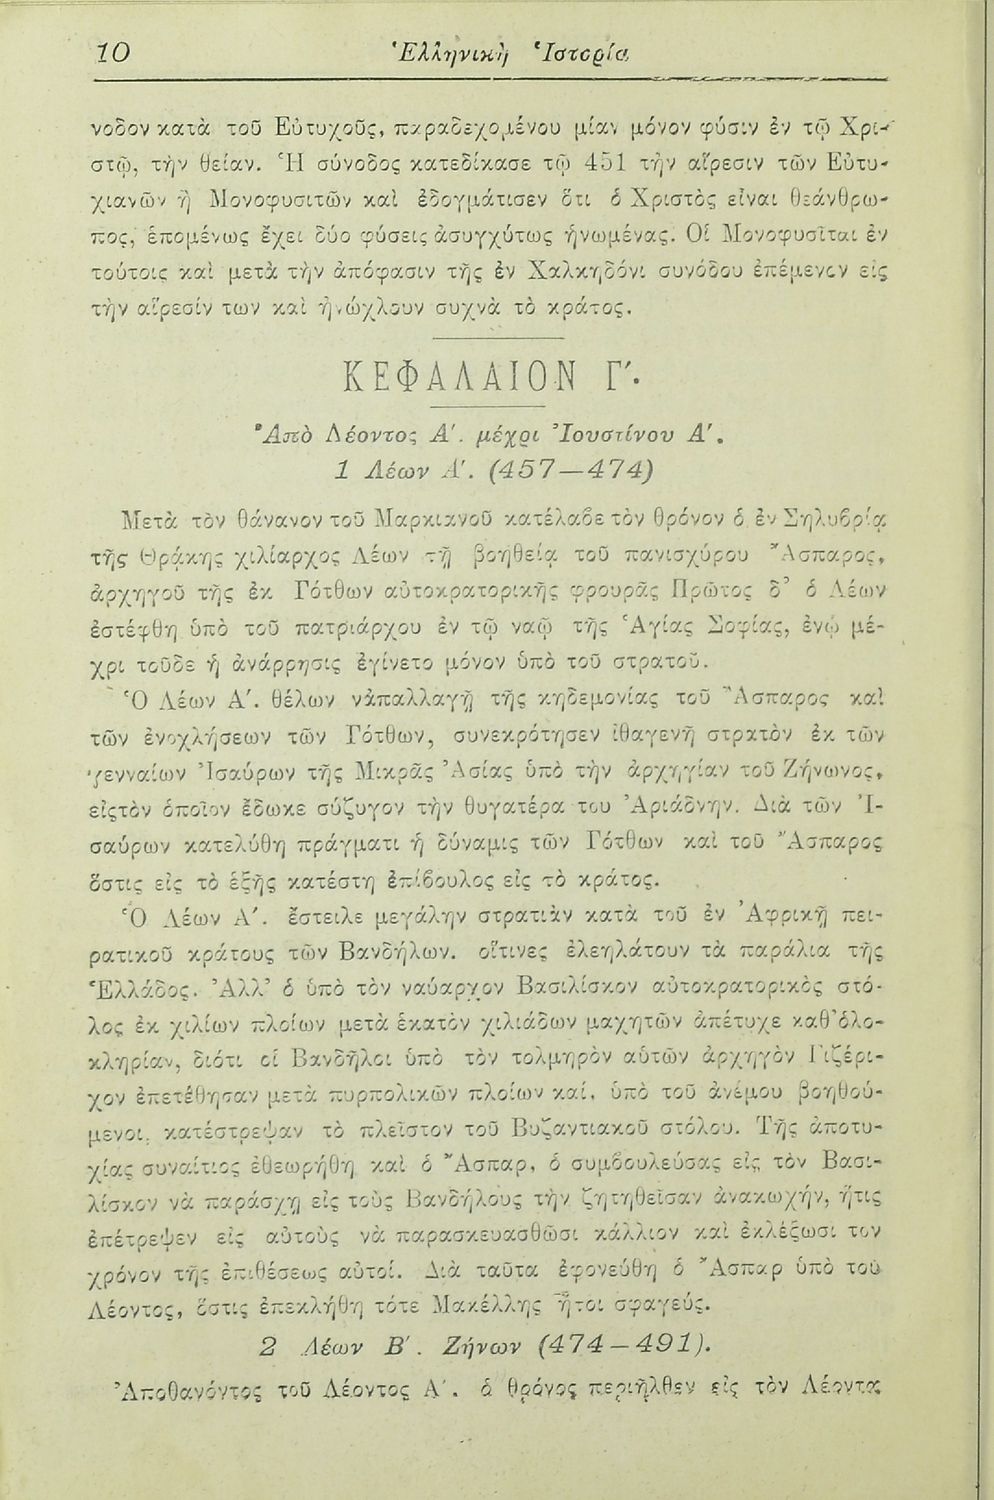 10 Ἑλληνικὴ Ἱστορία
νοδον κατὰ τοῦ Εὐτυχοῦς, παραδεχομένου μίαν μόνον φύσιν ἐν τῷ Χρι-
στῷ, τὴν θείαν. Ἡ σύνοδος κατεδίκασε τῷ 451 τὴν αἵρεσιν τῶν Εὐτυ-
χιανῶν ἢ Μονοφυσιτῶν καὶ ἐδογμάτισεν ὅτι ὁ Χριστὸς εἶναι θεάνθρω-
πος, ἑπομένως ἔχει δύο φύσεις ἀσυγχύτως ἡνωμένας. Οἱ Μονοφυσῖται ἐν
τούτοις καὶ μετὰ τὴν ἀπόφασιν τῆς ἐν Χαλκηδόνι συνόδου ἐπέμενον εἰς
τὴν αἵρεσίν των καὶ ἠνώχλουν συχνὰ τὸ κράτος.
ΚΕΦΑΛΑΙΟΝ Γ'.
Ἀπὸ Λέοντος Α'. μέχρι Ἰουστίνου Α'.
1 Λέων Α'. (457—474)
Μετὰ τὸν θάνανον τοῦ Μαρκιανοῦ κατέλαβε τὸν θρόνον ὁ ἐν Σηλυβρίᾳ
τῆς Θράκης χιλίαρχος Λέων τῇ βοηθείᾳ τοῦ πανισχύρου Ἄσπαρος,
ἀρχηγοῦ τῆς ἐκ Γότθων αὐτοκρατορικῆς φρουρᾶς Πρῶτος δ' ὁ Λέων
ἐστέφθη ὑπὸ τοῦ πατριάρχου ἐν τῷ ναῷ τῆς Ἁγίας Σοφίας, ἐνῷ μέ-
χρι τοῦδε ἡ ἀνάρρησις ἐγίνετο μόνον ὑπὸ τοῦ στρατοῦ.
Ὁ Λέων Α'. θέλων νἀπαλλαγῇ τῆς κηδεμονίας τοῦ Ἄσπαρος καὶ
τῶν ἐνοχλήσεων τῶν Γότθων, συνεκρότησεν ἰθαγενῆ στρατὸν ἐκ τῶν
γενναίων Ἰσαύρων τῆς Μικρᾶς Ἀσίας ὑπὸ τὴν ἀρχηγίαν τοῦ Ζήνωνος,
εἰςτὸν ὁποῖον ἔδωκε σύζυγον τὴν θυγατέρα του Ἀριάδνην. Διὰ τῶν Ἰ-
σαύρων κατελύθη πράγματι ἡ δύναμις τῶν Γότθων καὶ τοῦ Ἄσπαρος
ὅστις εἰς τὸ ἑξῆς κατέστη ἐπίβουλος εἰς τὸ κράτος.
Ὁ Λέων Α'. ἔστειλε μεγάλην στρατιὰν κατὰ τοῦ ἐν Ἀφρικῇ πει-
ρατικοῦ κράτους τῶν Βανδήλων. οἵτινες ἐλεηλάτουν τὰ παράλια τῆς
Ἑλλάδος. Ἀλλ' ὁ ὑπὸ τὸν ναύαρχον Βασιλίσκον αὐτοκρατορικὸς στό-
λος ἐκ χιλίων πλοίων μετὰ ἑκατὸν χιλιάδων μαχητῶν ἀπέτυχε καθ'ὁλο-
κληρίαν, διότι οἱ Βανδῆλοι ὑπὸ τὸν τολμηρὸν αὑτῶν ἀρχηγὸν Γιζέρι-
χον ἐπετέθησαν μετὰ πυρπολικῶν πλοίων καί, ὑπὸ τοῦ ἀνέμου βοηθού-
μενοι, κατέστρεψαν τὸ πλεῖστον τοῦ Βυζαντιακοῦ στόλου. Τῆς ἀποτυ-
χίας συναίτιος ἐθεωρήθη καὶ ὁ Ἄσπαρ, ὁ συμβουλεύσας εἰς τὸν Βασι-
λίσκον νὰ παράσχῃ εἰς τοὺς Βανδήλους τὴν ζητηθεῖσαν ἀνακωχήν, ἥτις
ἐπέτρεψεν εἰς αὐτοὺς νὰ παρασκευασθῶσι κάλλιον καὶ ἐκλέξωσι τον
χρόνον τῆς ἐπιθέσεως αὐτοί. Διὰ ταῦτα ἐφονεύθη ὁ Ἄσπαρ ὑπὸ τοῦ
Λέοντος, ὅστις ἐπεκλήθη τότε Μακέλλης ἤτοι σφαγεύς.
2 Λέων Β'. Ζήνων (474—491).
Ἀποθανόντος τοῦ Λέοντος Α'. ὁ θρόνος περιῆλθεν εἰς τὸν Λέοντα